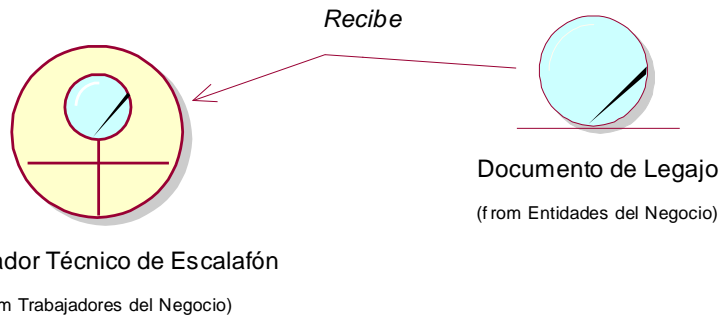 Recibe
Documento de Legajo
(from Entidades del Negocio)
ador Técnico de Escalafón
m Trabajadores del Negocio)